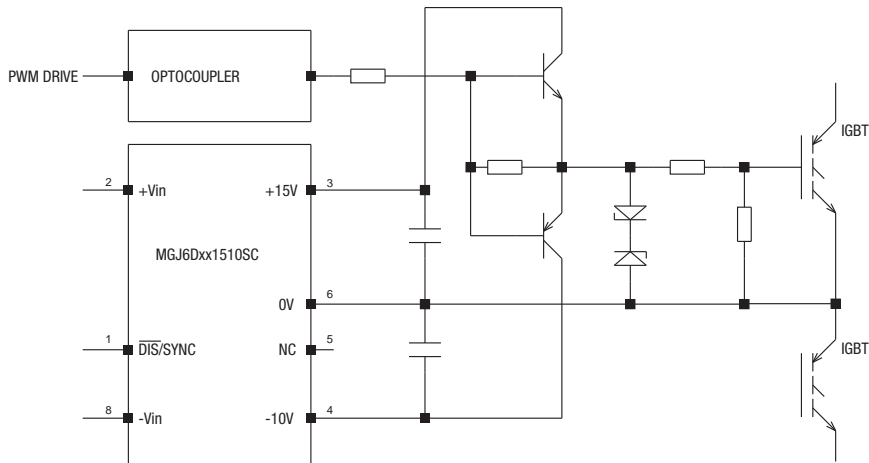 PWM DRIVE
OPTOCOUPLER
IGBT
2
+Vin
+15V
3
MGJ6Dxx1510SC
0V
6
1
DIS/SYNC
NC
5
IGBT
8
-Vin
-10V
4